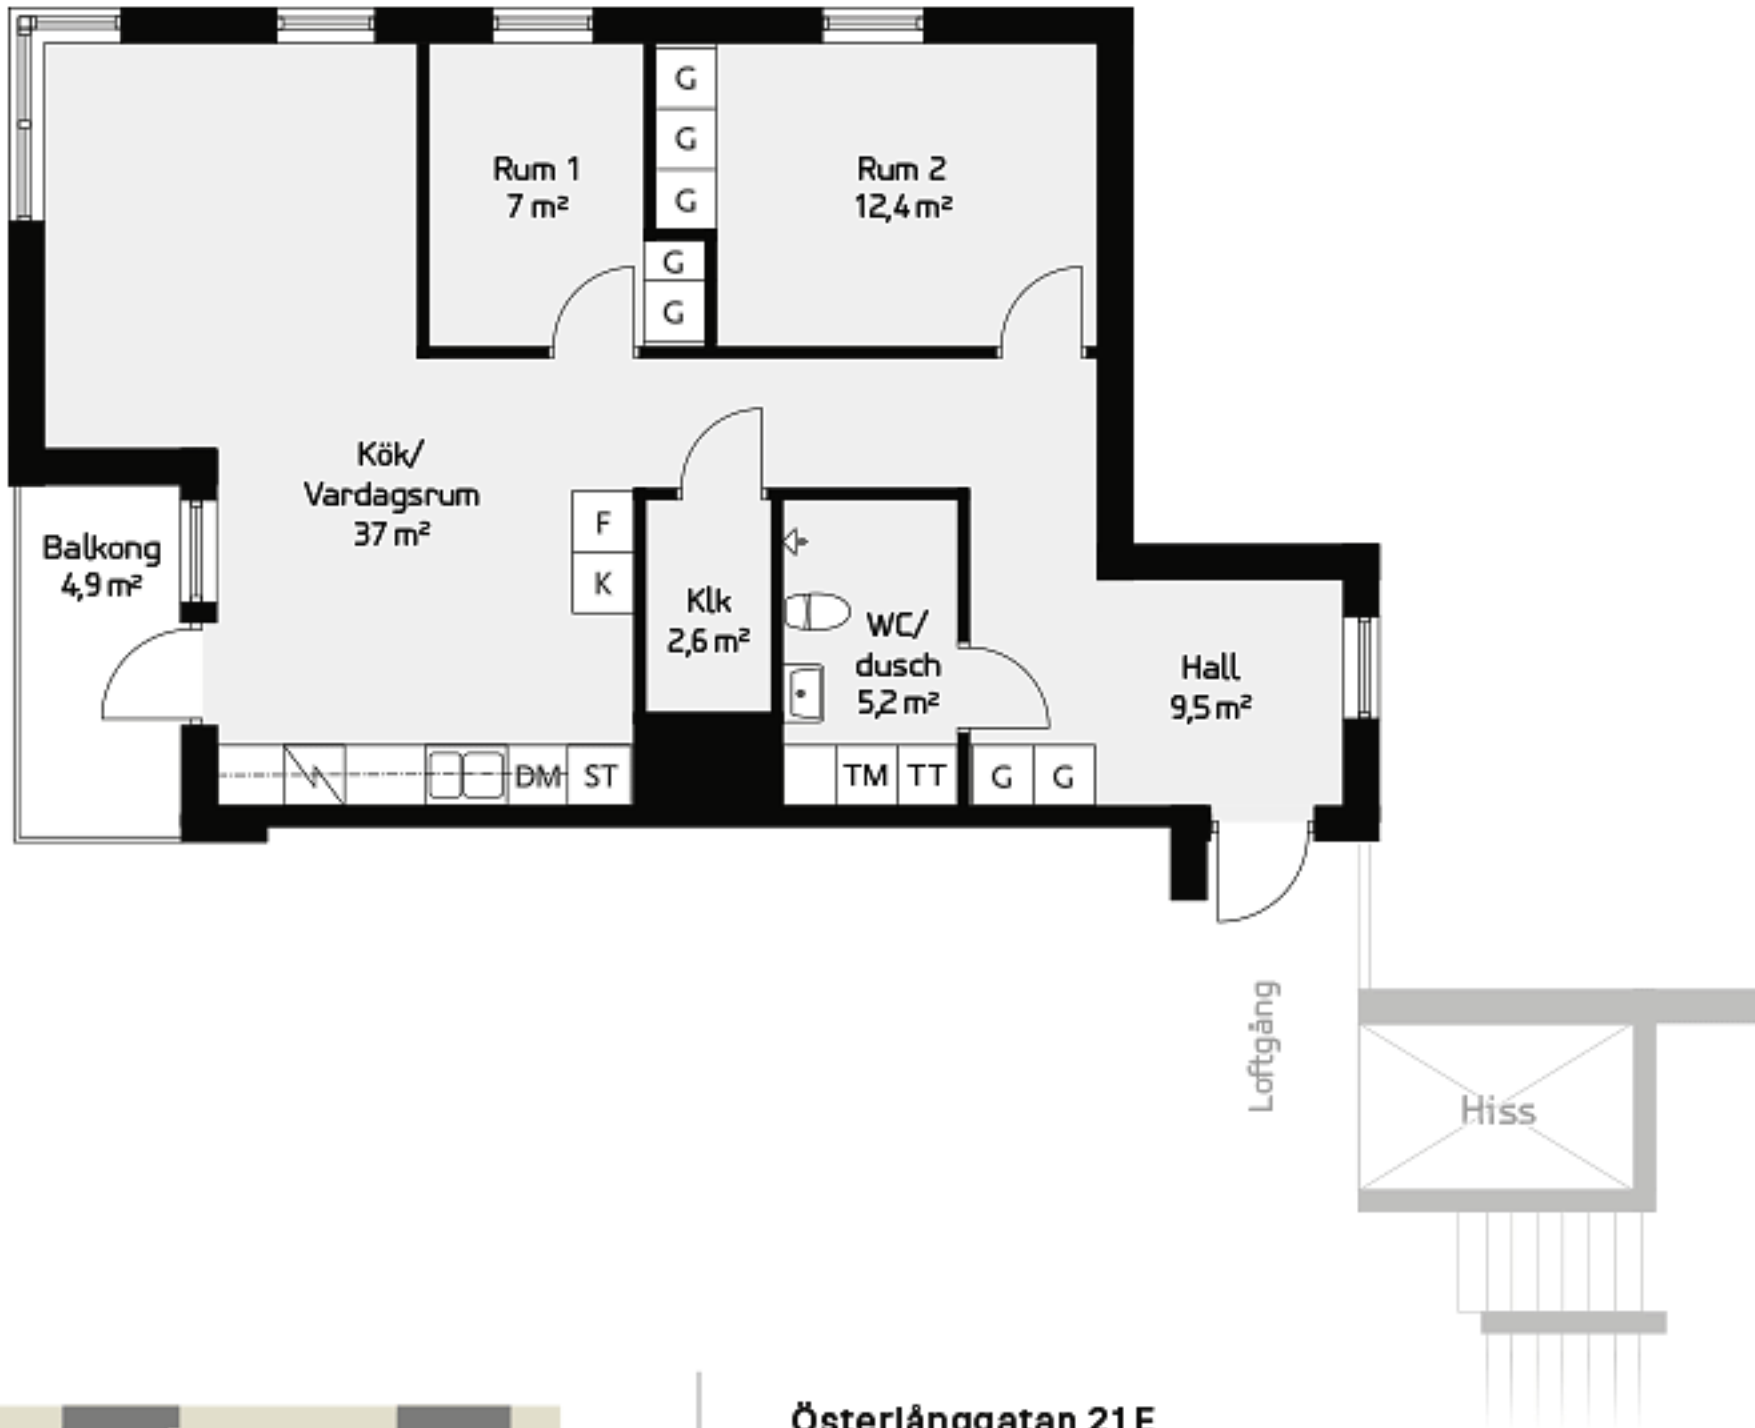 G
G
G
Rum 1
7 m²
Rum 2
12,4 m²
G
G
Kök/
Vardagsrum
37 m²
F
K
Balkong
4,9 m²
Klk
2,6 m²
WC/
dusch
5,2 m²
Hall
9,5 m²
DM
ST
TM
TT
G
G
Loftgång
Hiss
Österlånggatan 21 E